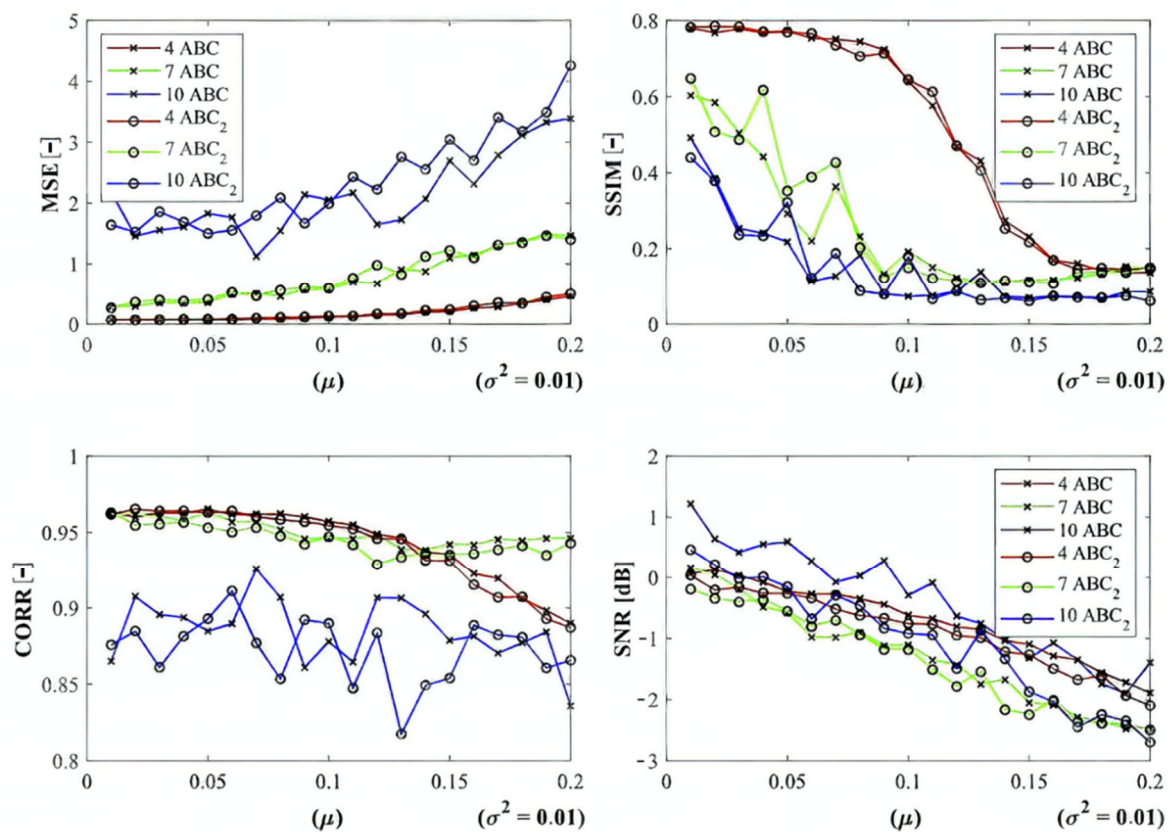 5
4
3
2
1
0
MSE [-]
4 ABC
7 ABC
10 ABC
4 ABC₂
7 ABC₂
10 ABC₂
0 0.05 0.1 0.15 0.2
(μ) (σ² = 0.01)
0.8
0.6
0.4
0.2
0
SSIM [-]
4 ABC
7 ABC
10 ABC
4 ABC₂
7 ABC₂
10 ABC₂
0 0.05 0.1 0.15 0.2
(μ) (σ² = 0.01)
1
0.95
0.9
0.85
0.8
CORR [-]
0 0.05 0.1 0.15 0.2
(μ) (σ² = 0.01)
2
1
0
-1
-2
-3
SNR [dB]
4 ABC
7 ABC
10 ABC
4 ABC₂
7 ABC₂
10 ABC₂
0 0.05 0.1 0.15 0.2
(μ) (σ² = 0.01)